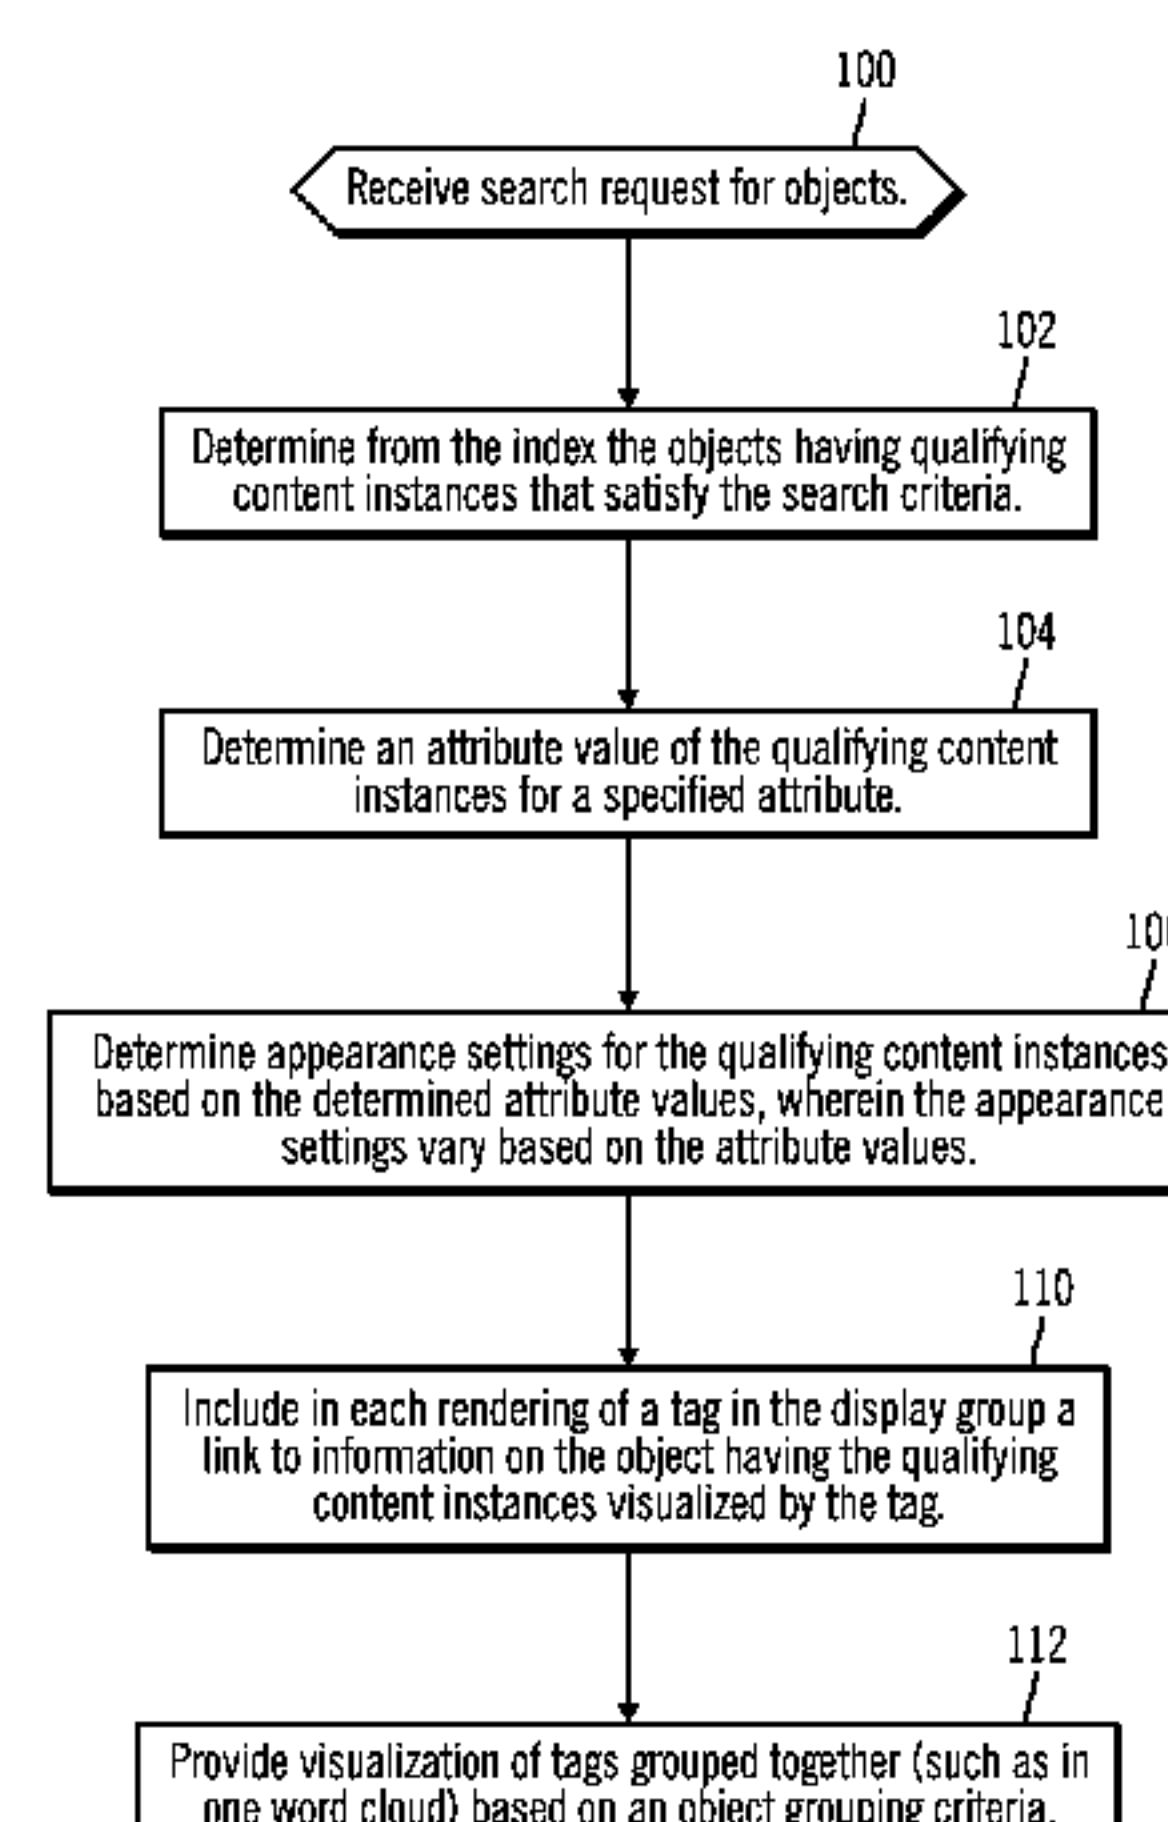 100
Receive search request for objects.
102
Determine from the index the objects having qualifying
content instances that satisfy the search criteria.
104
Determine an attribute value of the qualifying content
instances for a specified attribute.
Determine appearance settings for the qualifying content instances
based on the determined attribute values, wherein the appearance
settings vary based on the attribute values.
110
Include in each rendering of a tag in the display group a
link to information on the object having the qualifying
content instances visualized by the tag.
112
Provide visualization of tags grouped together (such as in
one word cloud) based on an object grouping criteria.